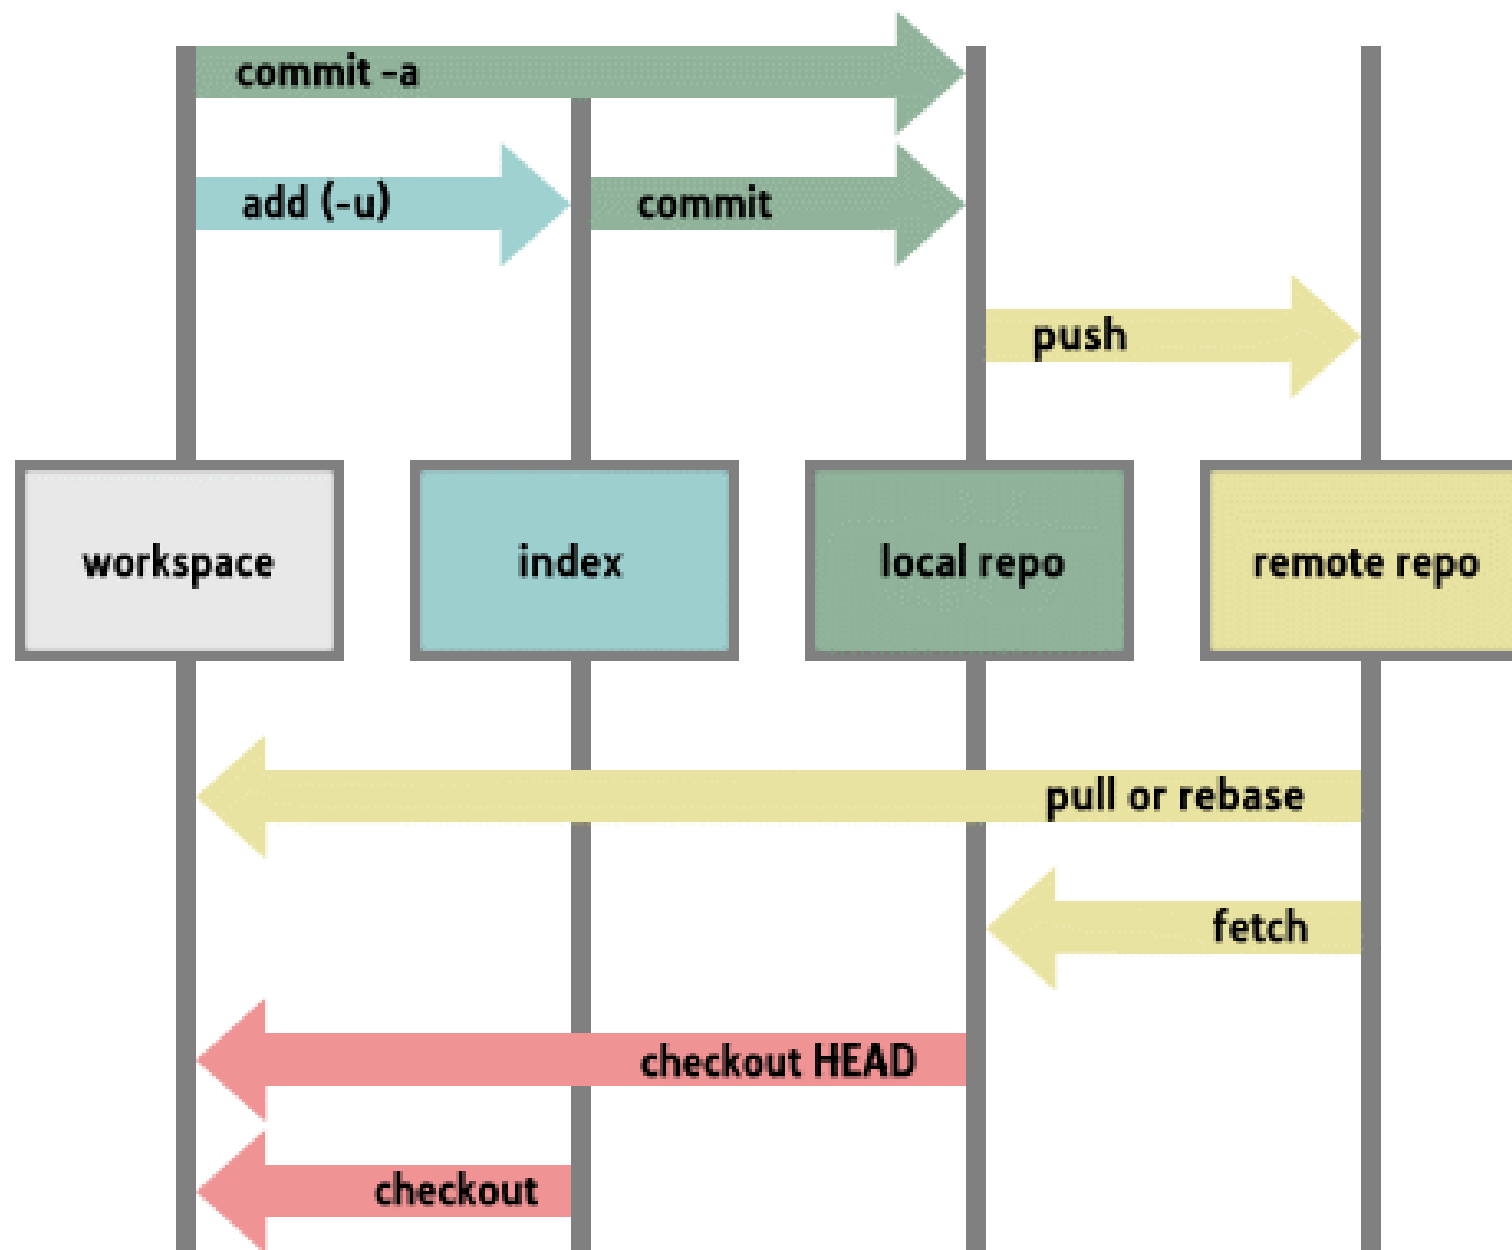 commit -a
add (-u)
commit
push
workspace
index
local repo
remote repo
pull or rebase
fetch
checkout HEAD
checkout